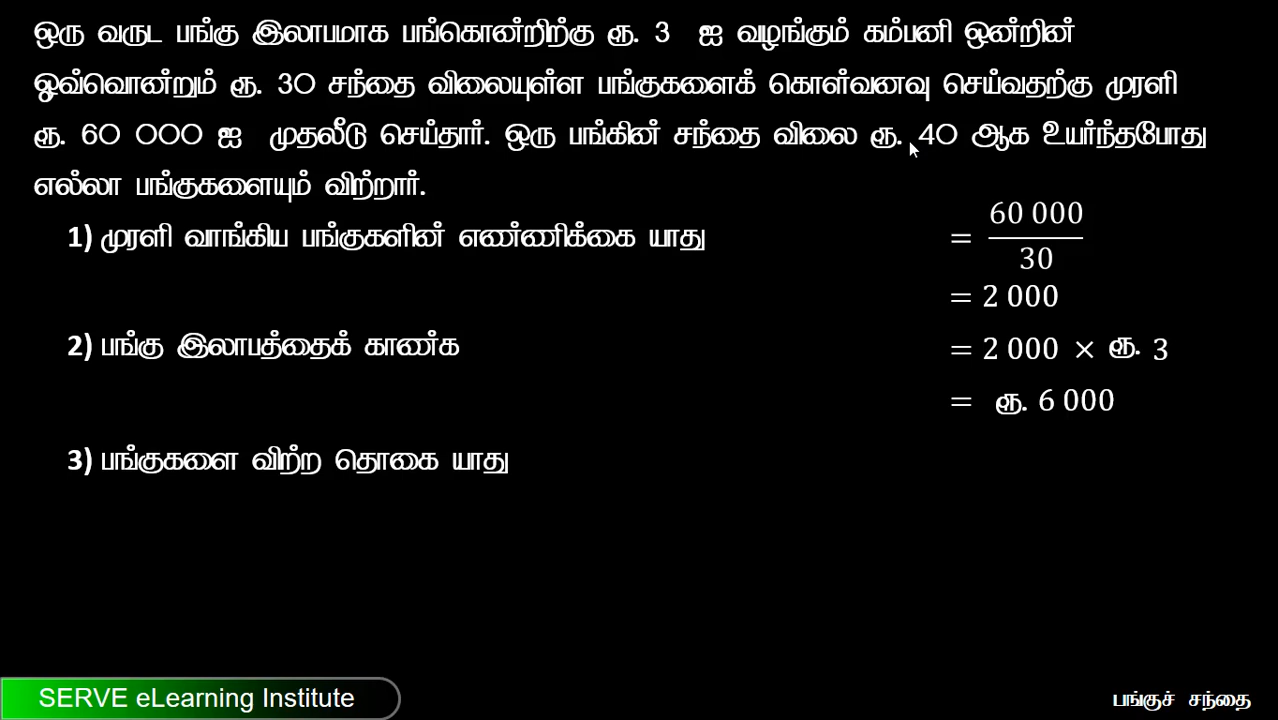 ஒரு வருட பங்கு இலாபமாக பங்கொன்றிற்கு ரூ. 3 ஐ வழங்கும் கம்பனி ஒன்றின்
ஒவ்வொன்றும் ரூ. 30 சந்தை விலையுள்ள பங்குகளைக் கொள்வனவு செய்வதற்கு முரளி
ரூ. 60 000 ஐ முதலீடு செய்தார். ஒரு பங்கின் சந்தை விலை ரூ. 40 ஆக உயர்ந்தபோது
எல்லா பங்குகளையும் விற்றார்.
1) முரளி வாங்கிய பங்குகளின் எண்ணிக்கை யாது
= 60 000 / 30
= 2 000
2) பங்கு இலாபத்தைக் காண்க
= 2 000 × ரூ. 3
= ரூ. 6 000
3) பங்குகளை விற்ற தொகை யாது
SERVE eLearning Institute
பங்குச் சந்தை